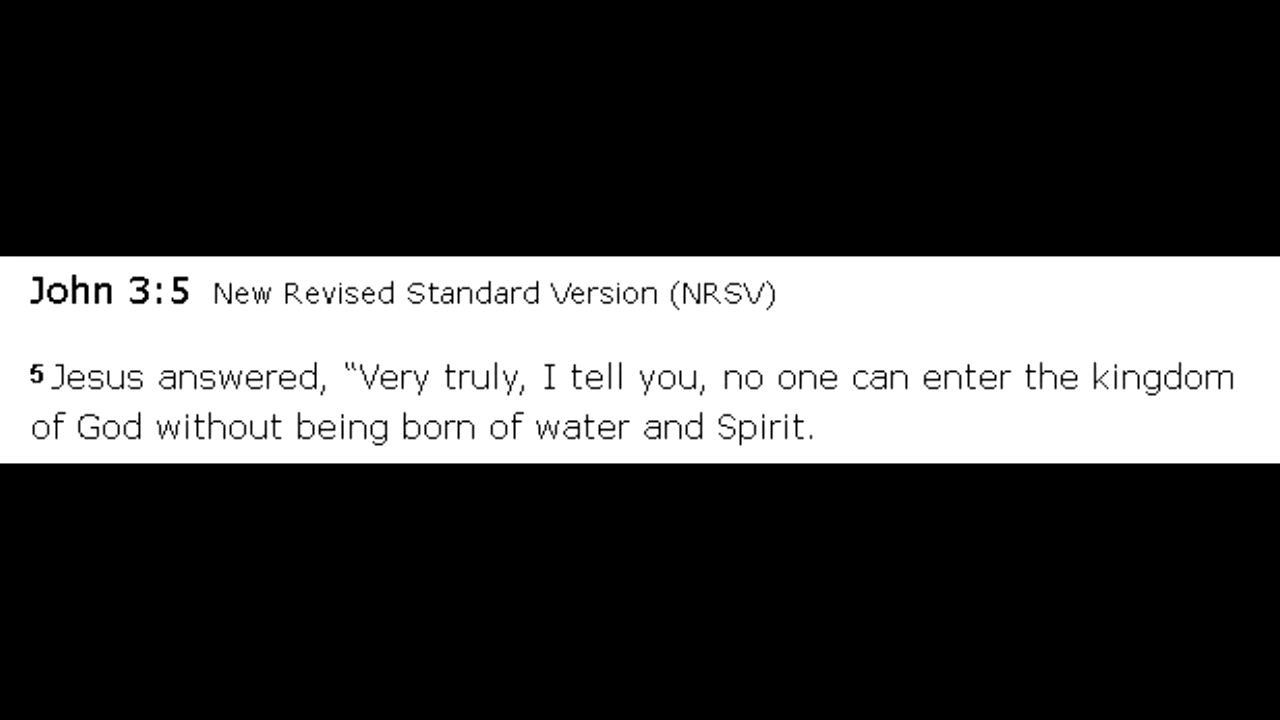 John 3:5 New Revised Standard Version (NRSV)
5 Jesus answered, “Very truly, I tell you, no one can enter the kingdom
of God without being born of water and Spirit.